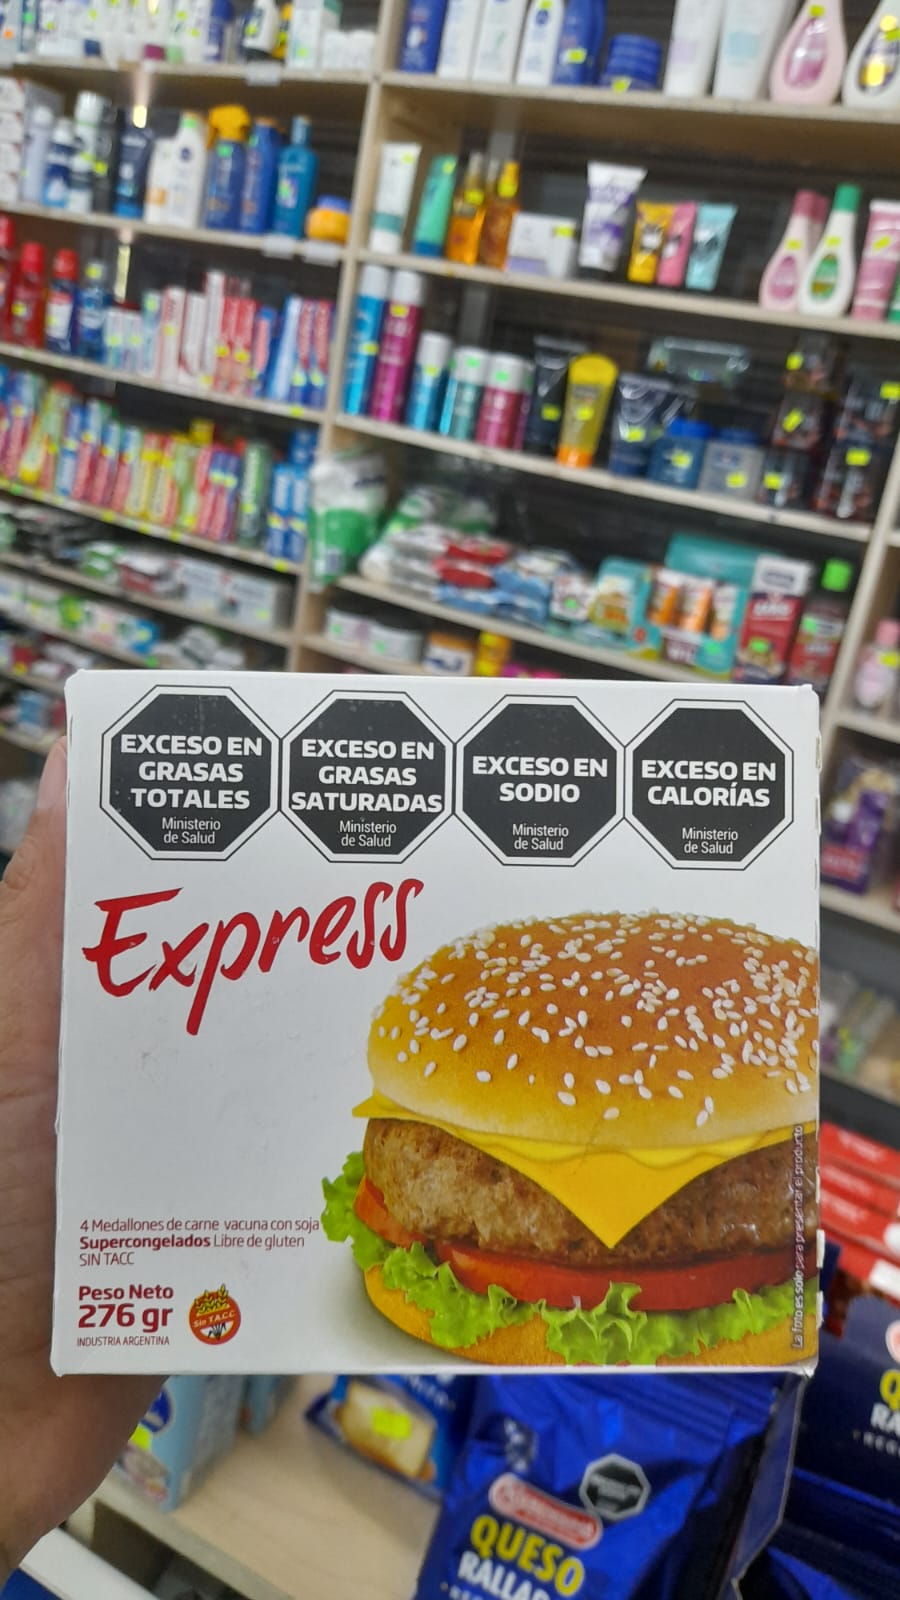 EXCESO EN
GRASAS
TOTALES
Ministerio
de Salud
EXCESO EN
GRASAS
SATURADAS
Ministerio
de Salud
EXCESO EN
SODIO
Ministerio
de Salud
EXCESO EN
CALORÍAS
Ministerio
de Salud
Express
4 Medallones de carne vacuna con soja
Supercongelados Libre de gluten
SIN TACC
Peso Neto
276 gr
INDUSTRIA ARGENTINA
Sin T.A.C.C.
La foto es solo para presentar el producto
QUESO
RALLAD